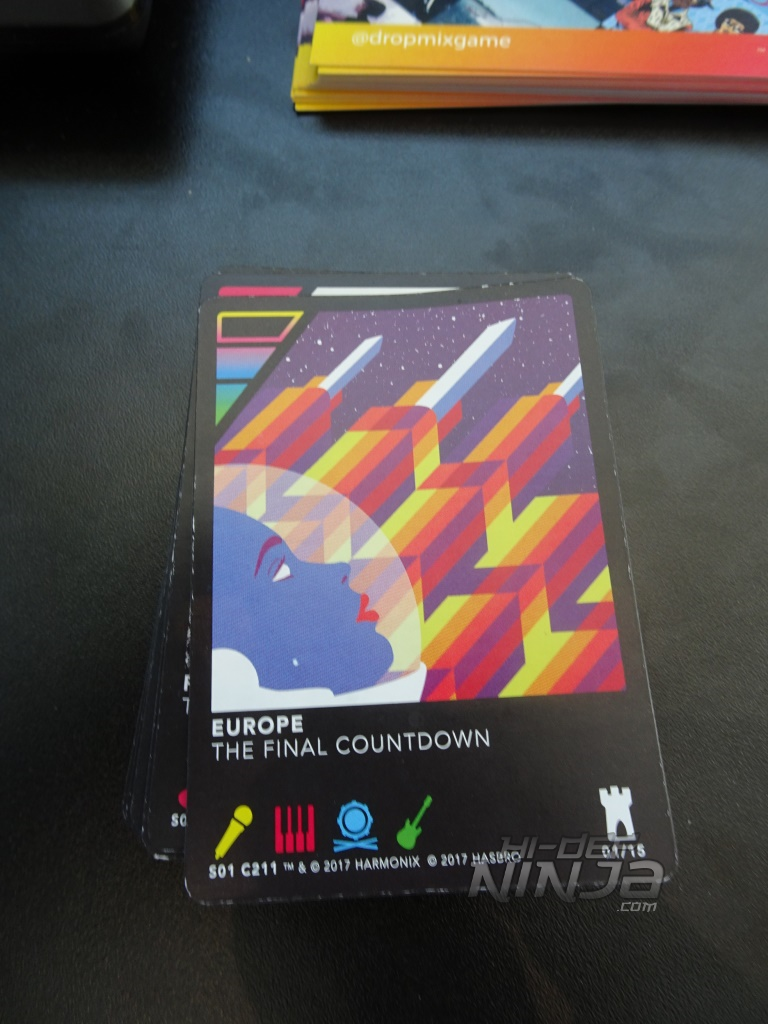 @dropmixgame
EUROPE
THE FINAL COUNTDOWN
S01 C211 ™ & © 2017 HARMONIX © 2017 HASBRO
HI-DEF
NINJA
.COM